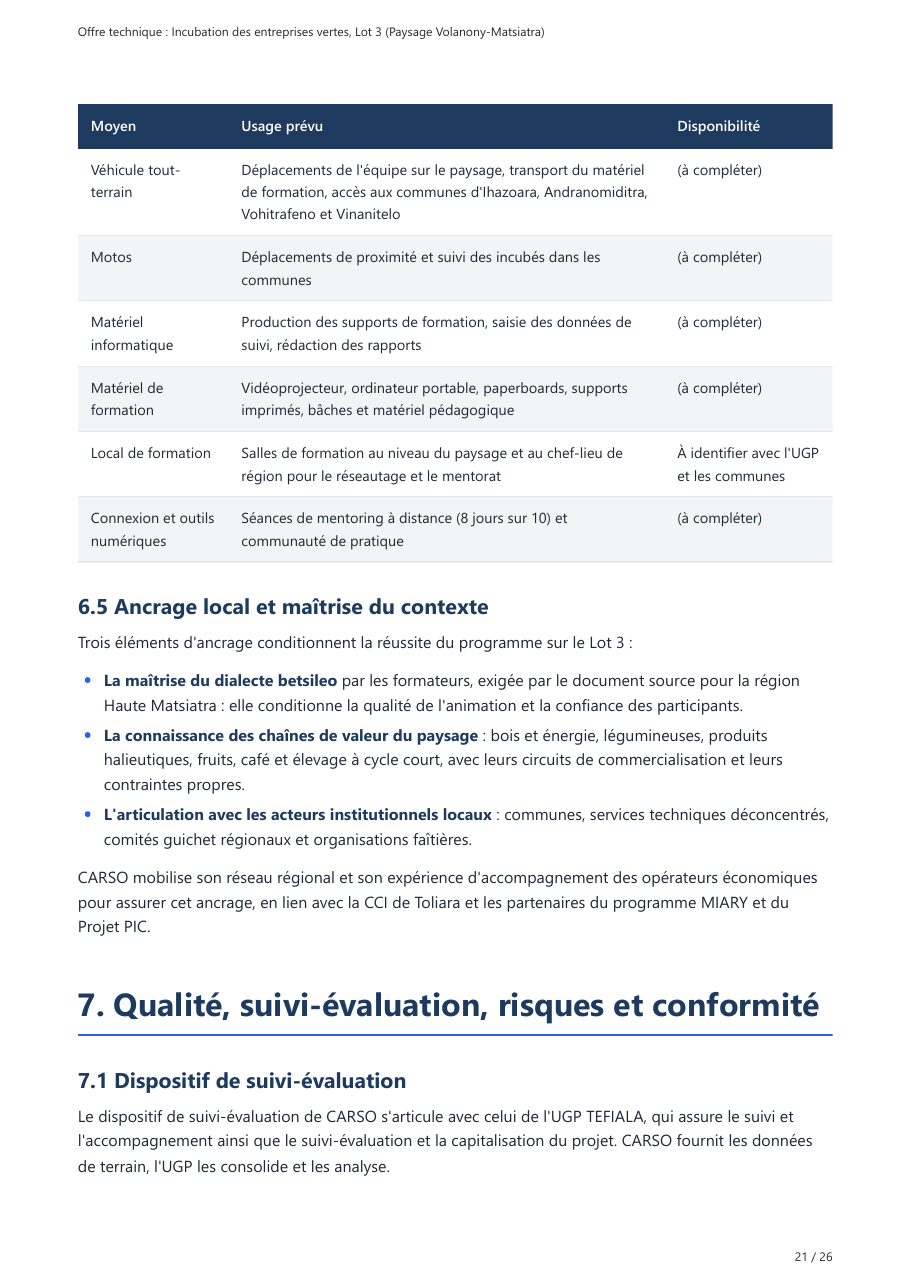 Offre technique : Incubation des entreprises vertes, Lot 3 (Paysage Volanony-Matsiatra)
Moyen Usage prévu Disponibilité
Véhicule tout- Déplacements de l'équipe sur le paysage, transport du matériel (à compléter)
terrain de formation, accès aux communes d'Ihazoara, Andranomiditra,
Vohitrafeno et Vinanitelo
Motos Déplacements de proximité et suivi des incubés dans les (à compléter)
communes
Matériel Production des supports de formation, saisie des données de (à compléter)
informatique suivi, rédaction des rapports
Matériel de Vidéoprojecteur, ordinateur portable, paperboards, supports (à compléter)
formation imprimés, bâches et matériel pédagogique
Local de formation Salles de formation au niveau du paysage et au chef-lieu de À identifier avec l'UGP
région pour le réseautage et le mentorat et les communes
Connexion et outils Séances de mentoring à distance (8 jours sur 10) et (à compléter)
numériques communauté de pratique
6.5 Ancrage local et maîtrise du contexte
Trois éléments d'ancrage conditionnent la réussite du programme sur le Lot 3 :
• La maîtrise du dialecte betsileo par les formateurs, exigée par le document source pour la région
Haute Matsiatra : elle conditionne la qualité de l'animation et la confiance des participants.
• La connaissance des chaînes de valeur du paysage : bois et énergie, légumineuses, produits
halieutiques, fruits, café et élevage à cycle court, avec leurs circuits de commercialisation et leurs
contraintes propres.
• L'articulation avec les acteurs institutionnels locaux : communes, services techniques déconcentrés,
comités guichet régionaux et organisations faîtières.
CARSO mobilise son réseau régional et son expérience d'accompagnement des opérateurs économiques
pour assurer cet ancrage, en lien avec la CCI de Toliara et les partenaires du programme MIARY et du
Projet PIC.
7. Qualité, suivi-évaluation, risques et conformité
7.1 Dispositif de suivi-évaluation
Le dispositif de suivi-évaluation de CARSO s'articule avec celui de l'UGP TEFIALA, qui assure le suivi et
l'accompagnement ainsi que le suivi-évaluation et la capitalisation du projet. CARSO fournit les données
de terrain, l'UGP les consolide et les analyse.
21 / 26